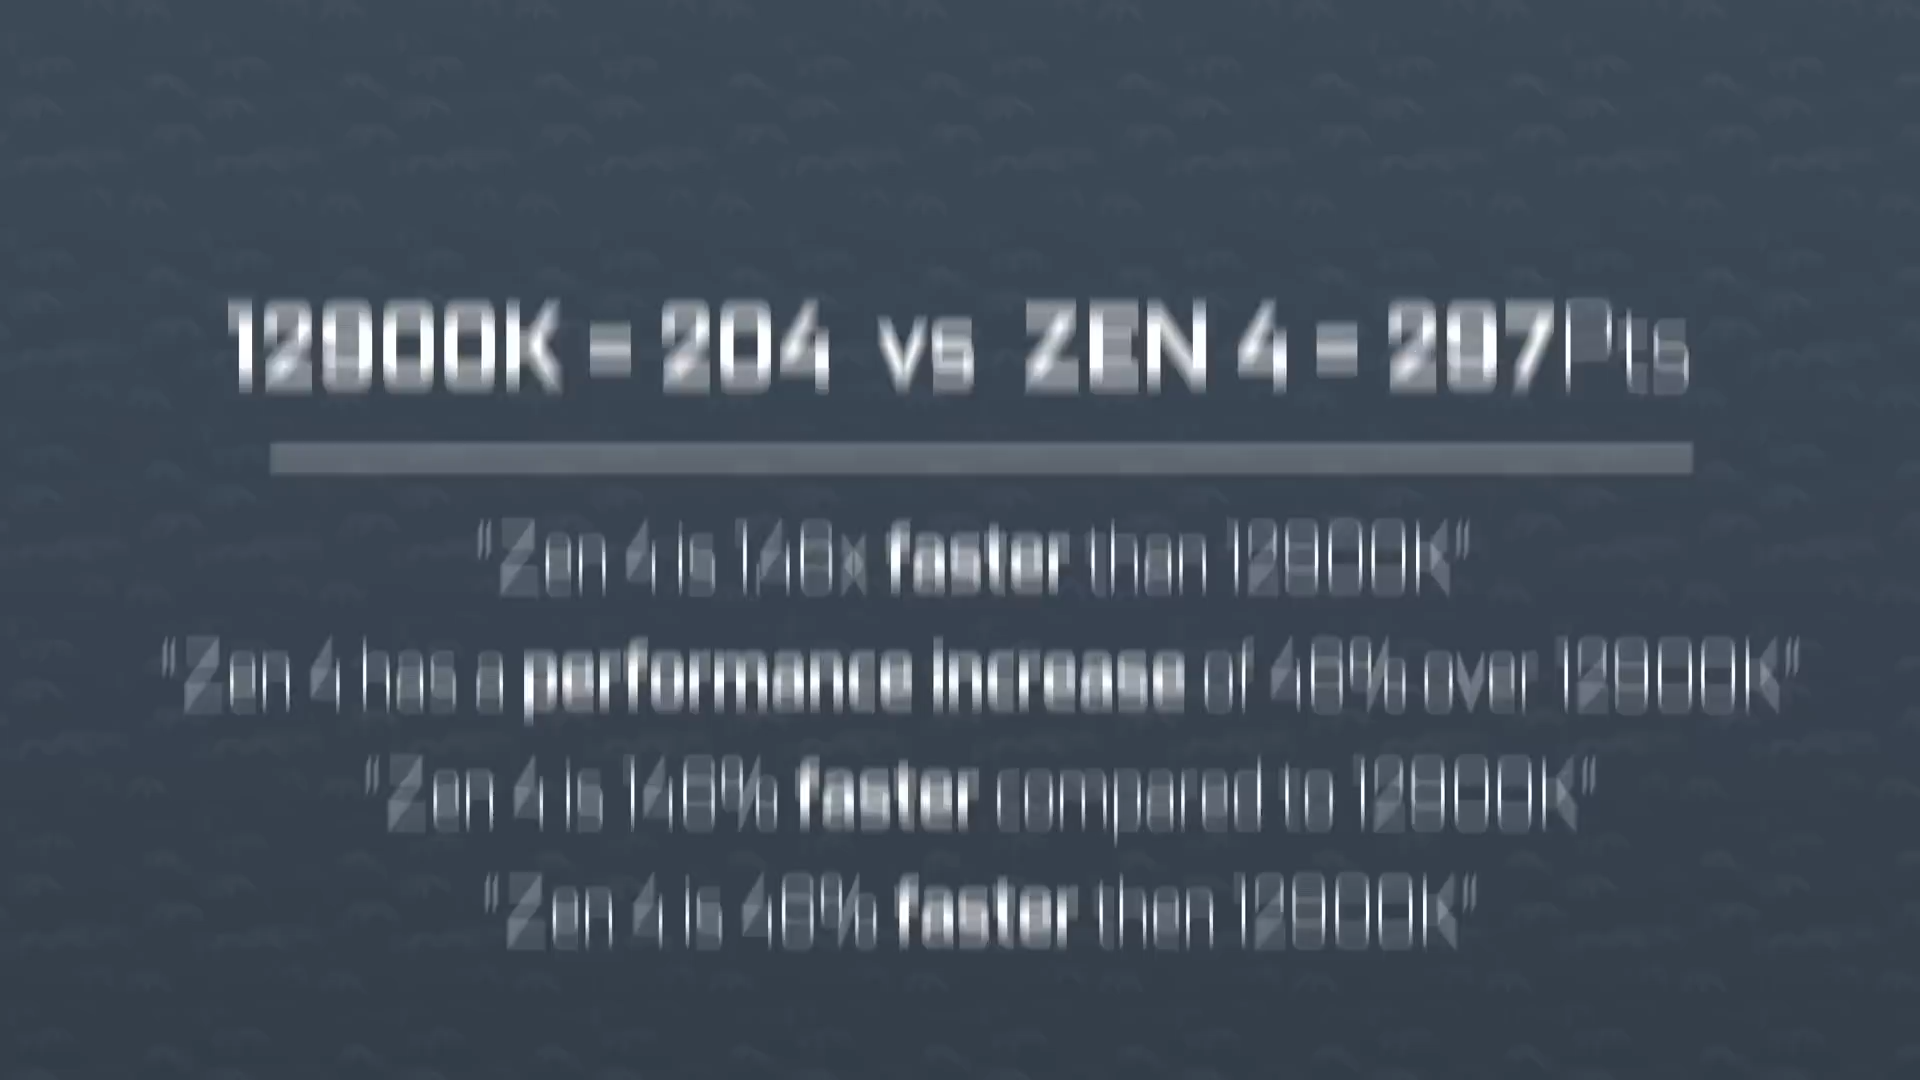 12900K = 204 vs ZEN 4 = 297Pts
"Zen 4 is 1,46x faster than 12900K"
"Zen 4 has a performance increase of 46% over 12900K"
"Zen 4 is 146% faster compared to 12900K"
"Zen 4 is 46% faster then 12900K"